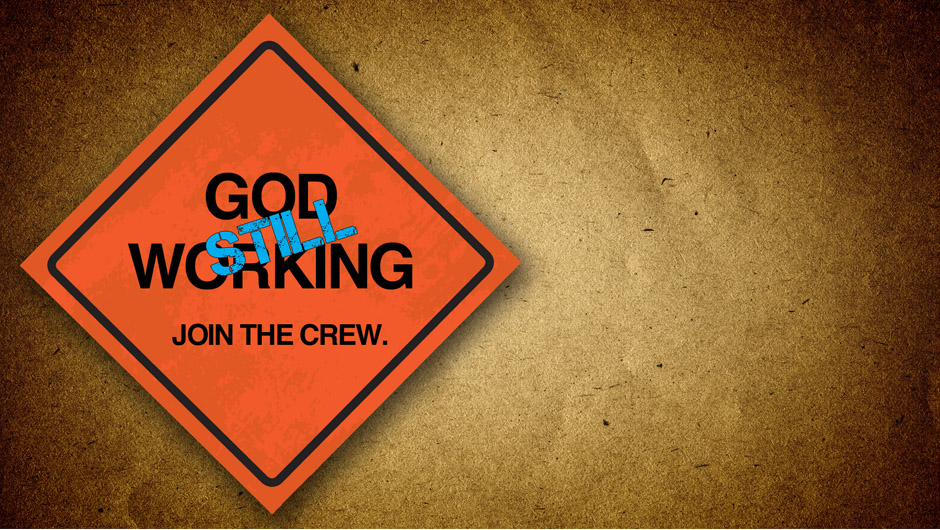 GOD
STILL
WORKING
JOIN THE CREW.